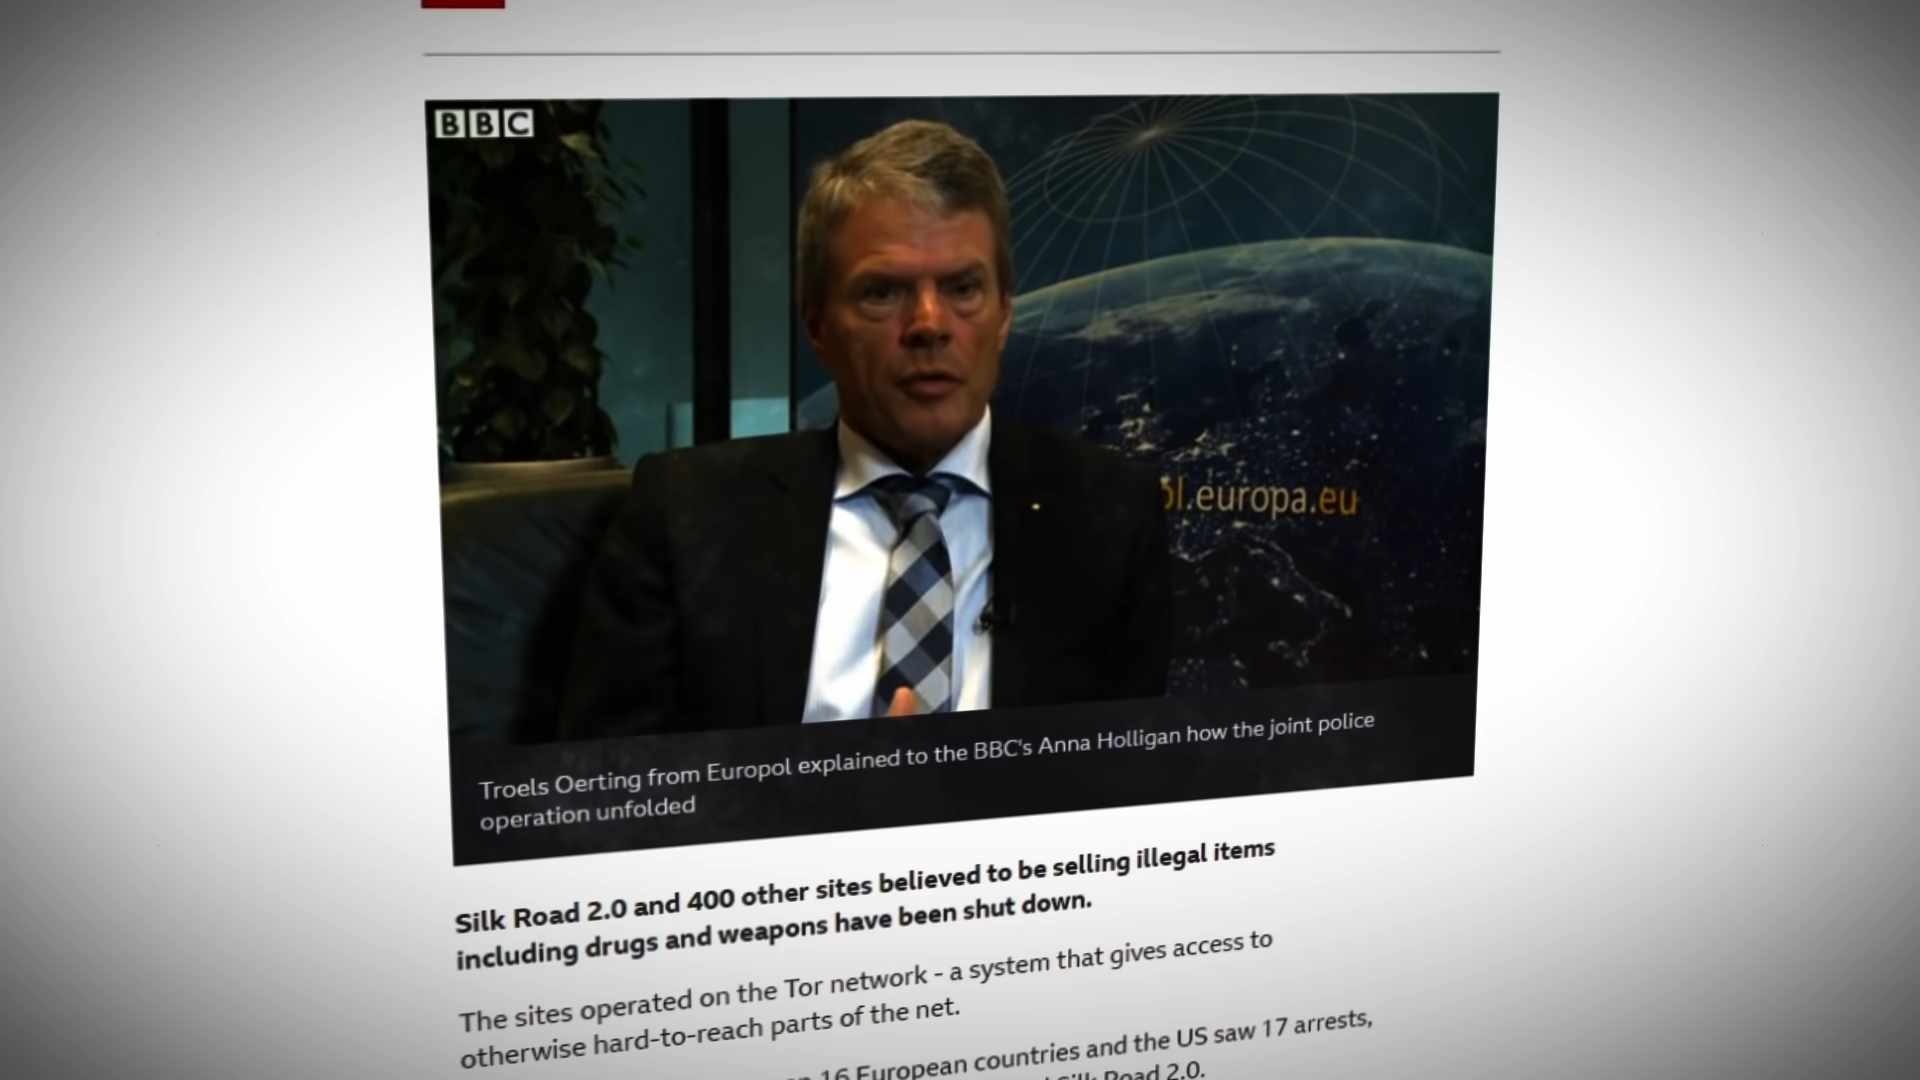 BBC
ol.europa.eu
Troels Oerting from Europol explained to the BBC's Anna Holligan how the joint police
operation unfolded
Silk Road 2.0 and 400 other sites believed to be selling illegal items
including drugs and weapons have been shut down.
The sites operated on the Tor network - a system that gives access to
otherwise hard-to-reach parts of the net.
16 European countries and the US saw 17 arrests,
Road 2.0.